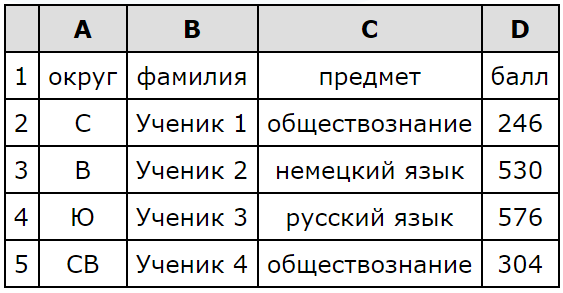 A B C D
1 округ фамилия предмет балл
2 С Ученик 1 обществознание 246
3 В Ученик 2 немецкий язык 530
4 Ю Ученик 3 русский язык 576
5 СВ Ученик 4 обществознание 304